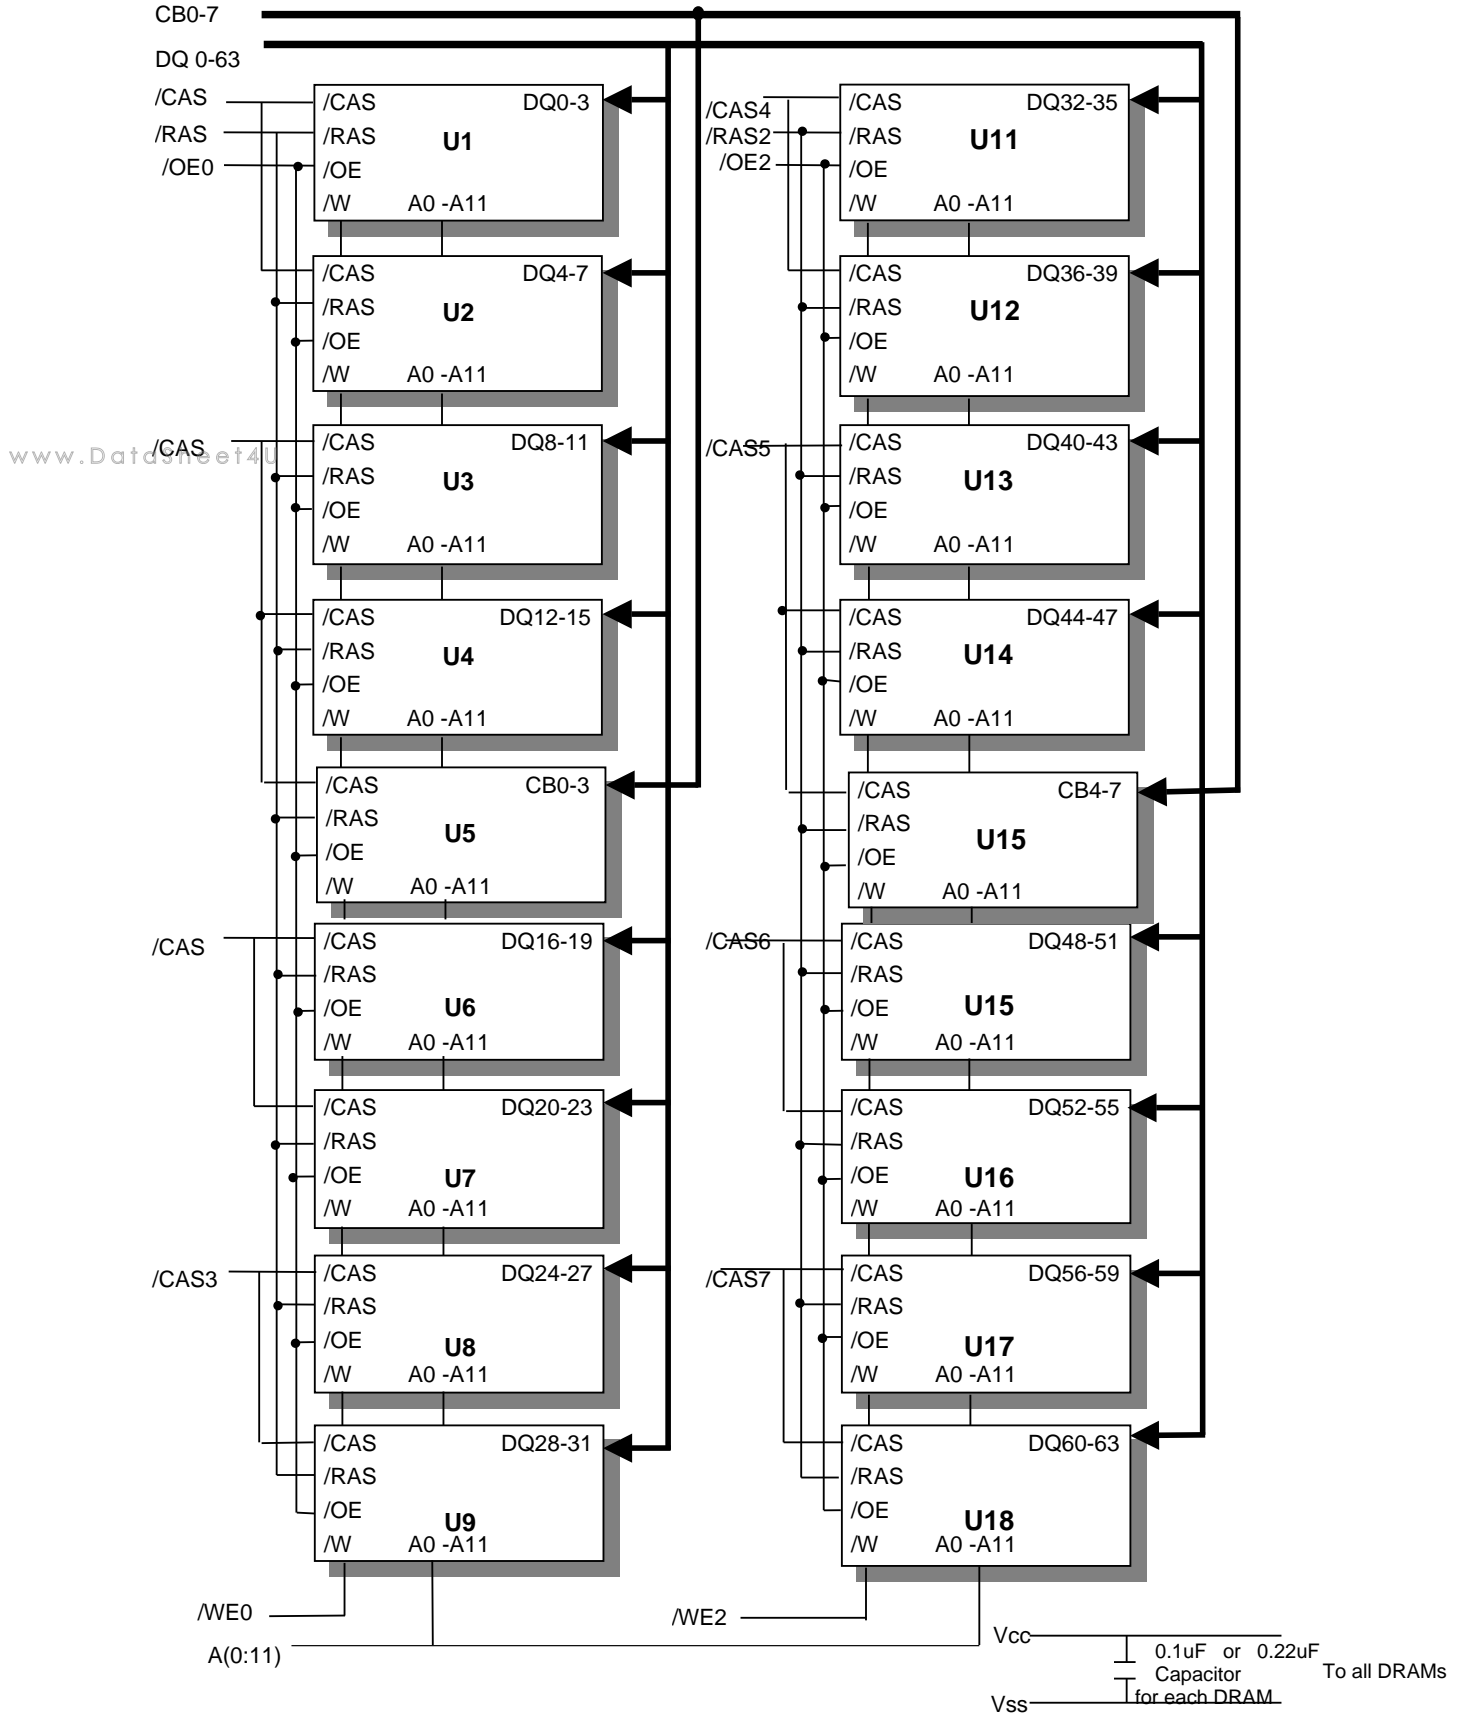 CB0-7
DQ 0-63
/CAS
/RAS
/OE0
/CAS DQ0-3
/RAS U1
/OE
/W A0 -A11
/CAS DQ4-7
/RAS U2
/OE
/W A0 -A11
/CAS
/CAS DQ8-11
/RAS U3
/OE
/W A0 -A11
/CAS DQ12-15
/RAS U4
/OE
/W A0 -A11
/CAS CB0-3
/RAS U5
/OE
/W A0 -A11
/CAS
/CAS DQ16-19
/RAS
/OE U6
/W A0 -A11
/CAS DQ20-23
/RAS
/OE U7
/W A0 -A11
/CAS3
/CAS DQ24-27
/RAS
/OE U8
/W A0 -A11
/CAS DQ28-31
/RAS
/OE U9
/W A0 -A11
/WE0
A(0:11)
/CAS4
/RAS2
/OE2
/CAS DQ32-35
/RAS U11
/OE
/W A0 -A11
/CAS DQ36-39
/RAS U12
/OE
/W A0 -A11
/CAS5
/CAS DQ40-43
/RAS U13
/OE
/W A0 -A11
/CAS DQ44-47
/RAS U14
/OE
/W A0 -A11
/CAS CB4-7
/RAS U15
/OE
/W A0 -A11
/CAS6
/CAS DQ48-51
/RAS
/OE U15
/W A0 -A11
/CAS DQ52-55
/RAS
/OE U16
/W A0 -A11
/CAS7
/CAS DQ56-59
/RAS
/OE U17
/W A0 -A11
/CAS DQ60-63
/RAS
/OE U18
/W A0 -A11
/WE2
Vcc
0.1uF or 0.22uF
Capacitor
for each DRAM
To all DRAMs
Vss
www.DataSheet4U